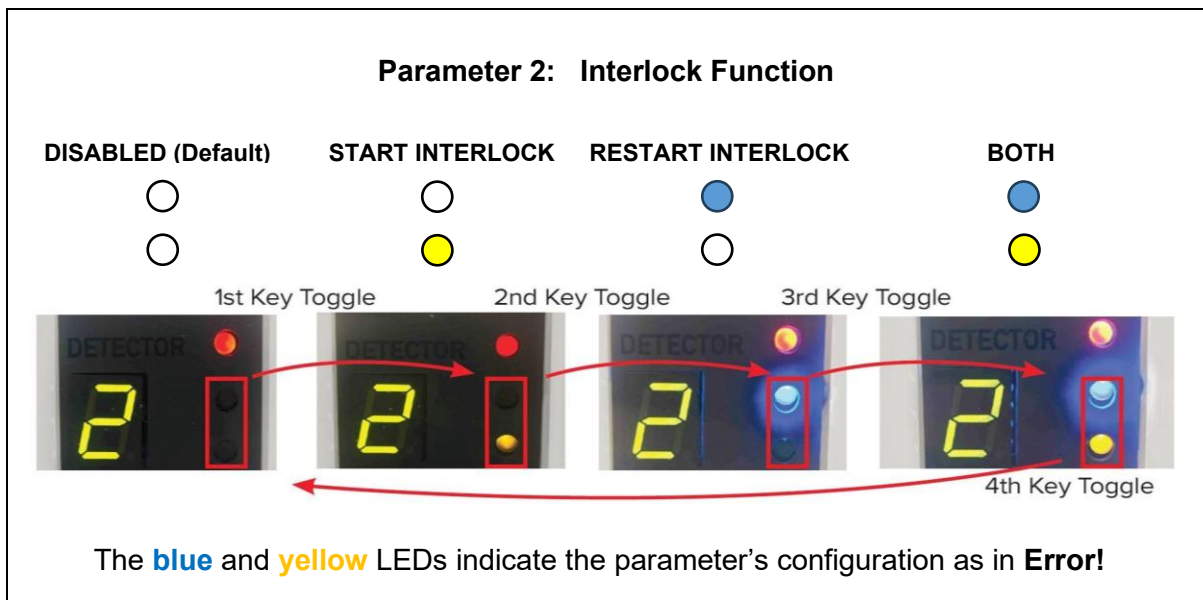 Parameter 2: Interlock Function
DISABLED (Default) START INTERLOCK RESTART INTERLOCK BOTH
1st Key Toggle 2nd Key Toggle 3rd Key Toggle
DETECTOR DETECTOR DETECTOR DETECTOR
2 2 2 2
4th Key Toggle
The blue and yellow LEDs indicate the parameter's configuration as in Error!